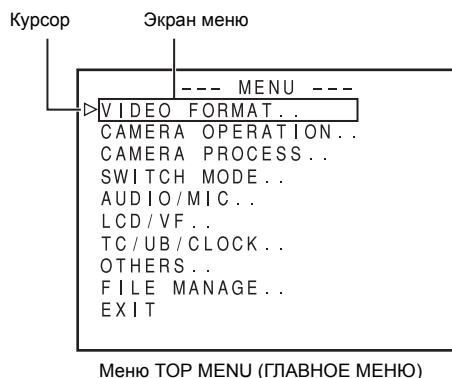 Курсор Экран меню
--- MENU ---
▷VIDEO FORMAT..
CAMERA OPERATION..
CAMERA PROCESS..
SWITCH MODE..
AUDIO/MIC..
LCD/VF..
TC/UB/CLOCK..
OTHERS..
FILE MANAGE..
EXIT
Меню TOP MENU (ГЛАВНОЕ МЕНЮ)